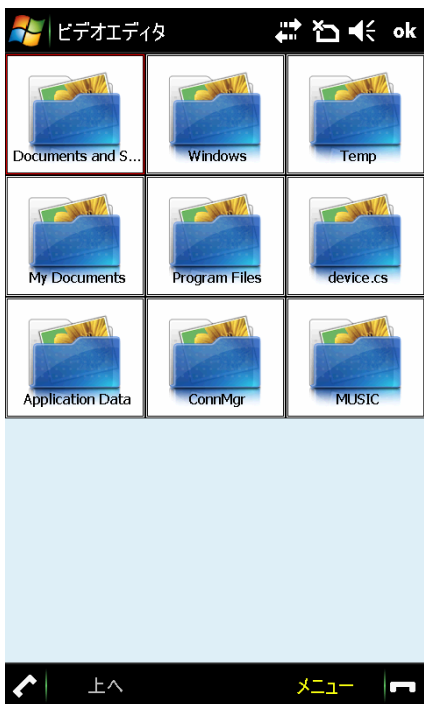 ビデオエディタ ok
Documents and S... Windows Temp
My Documents Program Files device.cs
Application Data ConnMgr MUSIC
上へ メニュー